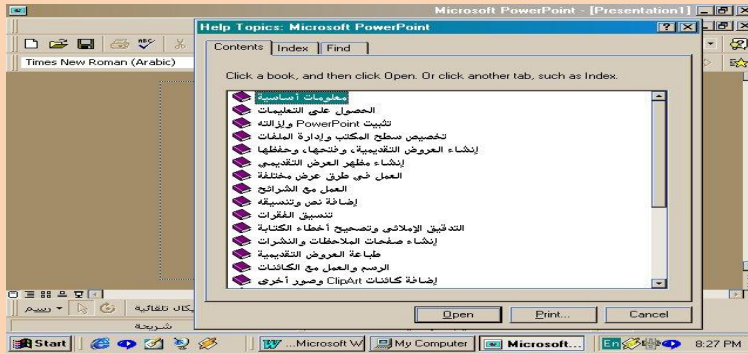 Microsoft PowerPoint - [Presentation1]
Help Topics: Microsoft PowerPoint
Times New Roman (Arabic)
Contents
Index
Find
Click a book, and then click Open. Or click another tab, such as Index.
معلومات أساسية
الحصول على التعليمات
تثبيت PowerPoint وإزالته
تخصيص سطح المكتب وإدارة الملفات
إنشاء العروض التقديمية، وفتحها، وحفظها
إنشاء مظهر العرض التقديمي
العمل في طرق عرض مختلفة
العمل مع الشرائح
إضافة نص وتنسيقه
تنسيق الفقرات
التدقيق الإملائي وتصحيح أخطاء الكتابة
إنشاء صفحات الملاحظات والنشرات
طباعة العروض التقديمية
الرسم والعمل مع الكائنات
إضافة كائنات ClipArt وصور أخرى
Open
Print...
Cancel
رسم
يكال تلقائية
شريحة
Start
...Microsoft W
My Computer
Microsoft...
En
8:27 PM